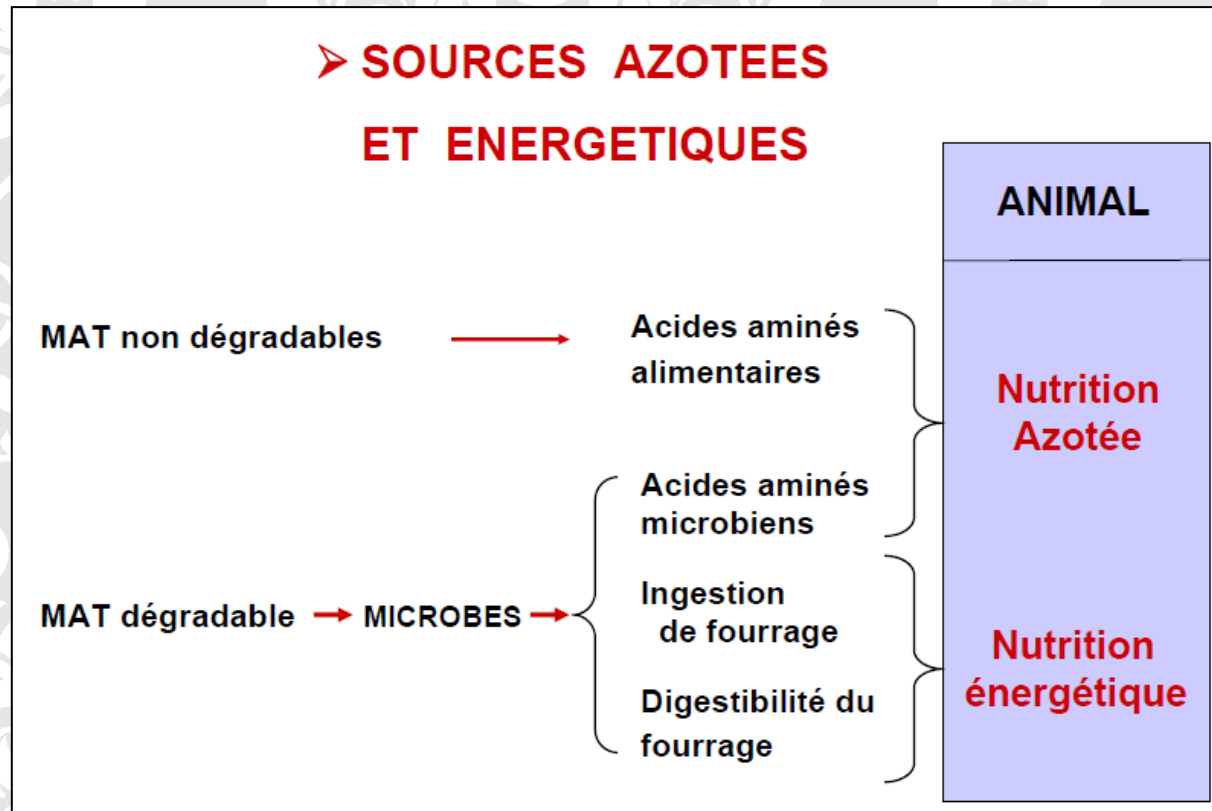 ➢ SOURCES AZOTEES
ET ENERGETIQUES
ANIMAL
MAT non dégradables
Acides aminés
alimentaires
Nutrition
Azotée
Acides aminés
microbiens
MAT dégradable
MICROBES
Ingestion
de fourrage
Digestibilité du
fourrage
Nutrition
énergétique